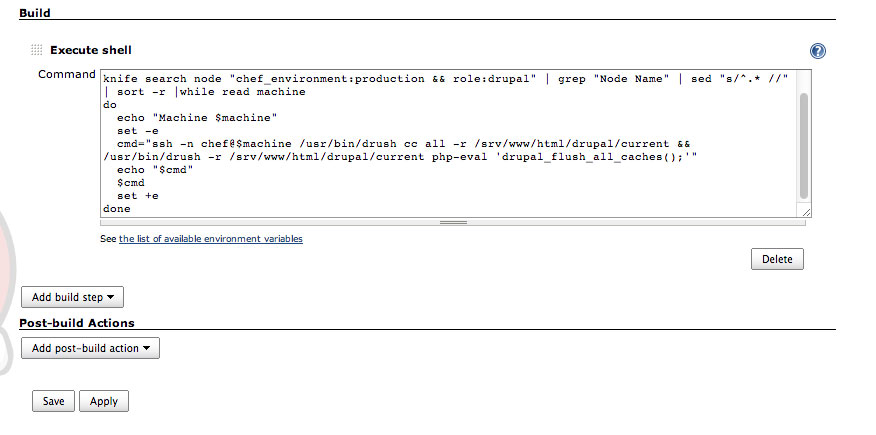 Build
Execute shell
Command
knife search node "chef_environment:production && role:drupal" | grep "Node Name" | sed "s/^.* //"
| sort -r |while read machine
do
echo "Machine $machine"
set -e
cmd="ssh -n chef@$machine /usr/bin/drush cc all -r /srv/www/html/drupal/current &&
/usr/bin/drush -r /srv/www/html/drupal/current php-eval 'drupal_flush_all_caches();'"
echo "$cmd"
$cmd
set +e
done
See the list of available environment variables
Delete
Add build step
Post-build Actions
Add post-build action
Save Apply